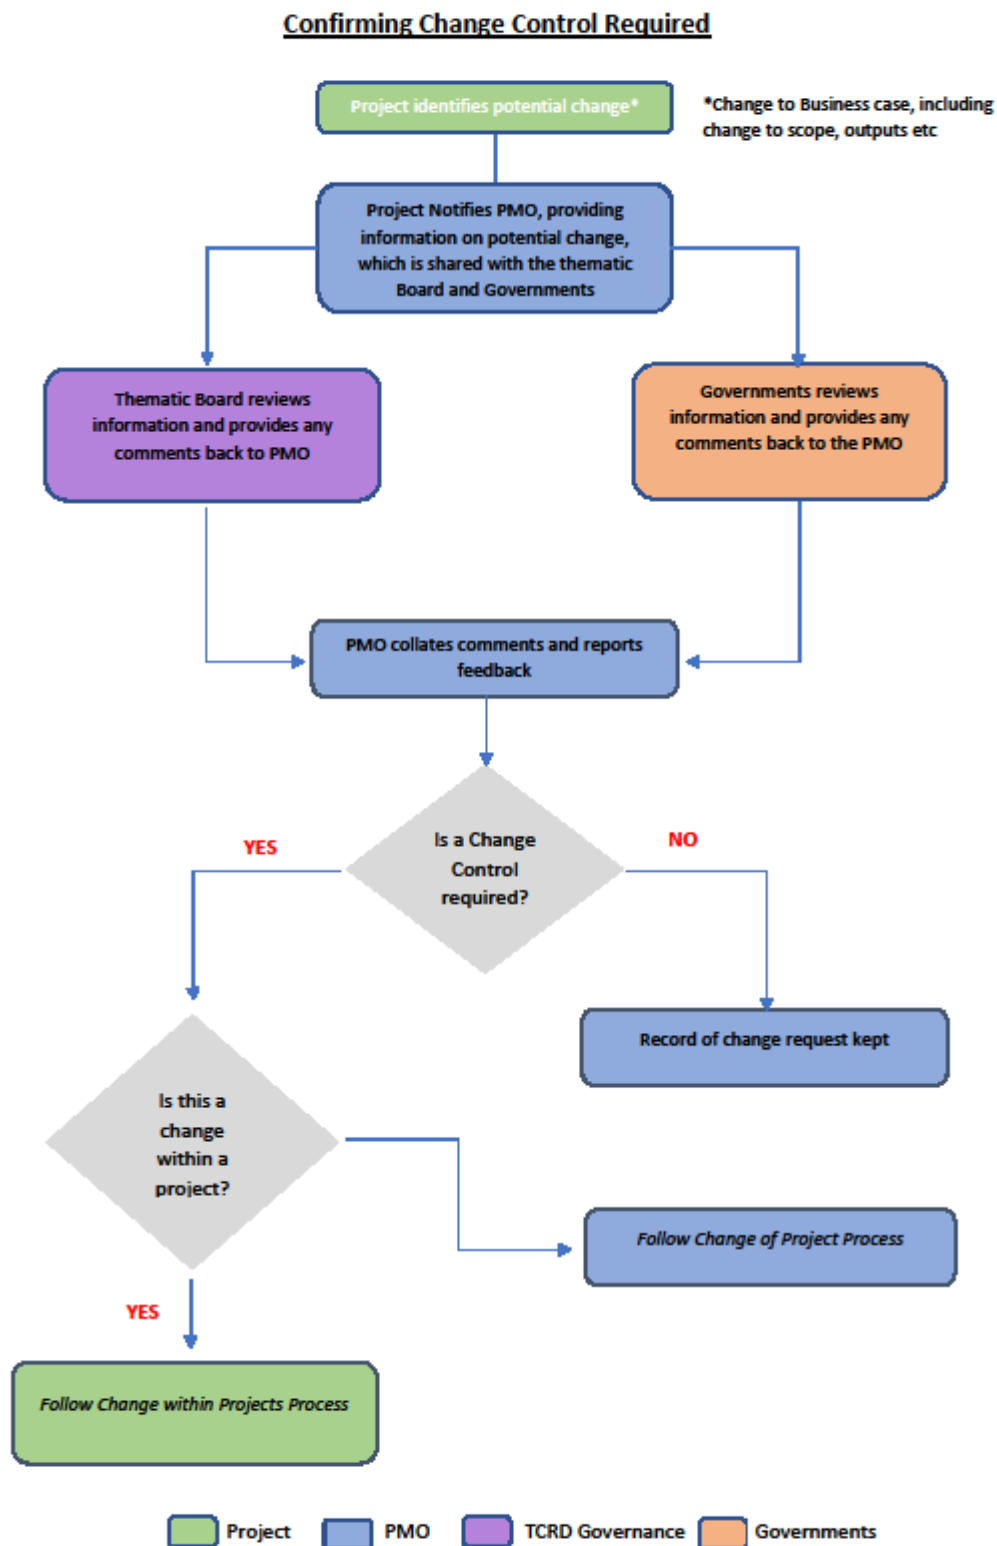 Confirming Change Control Required
Project identifies potential change*
*Change to Business case, including
change to scope, outputs etc
Project Notifies PMO, providing
information on potential change,
which is shared with the thematic
Board and Governments
Thematic Board reviews
information and provides any
comments back to PMO
Governments reviews
information and provides any
comments back to the PMO
PMO collates comments and reports
feedback
Is a Change
Control
required?
YES
NO
Record of change request kept
Is this a
change
within a
project?
Follow Change of Project Process
YES
Follow Change within Projects Process
Project
PMO
TCRD Governance
Governments